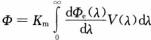 Φ = K_m ∫_0^∞ dΦ_e(λ)/dλ V(λ)dλ